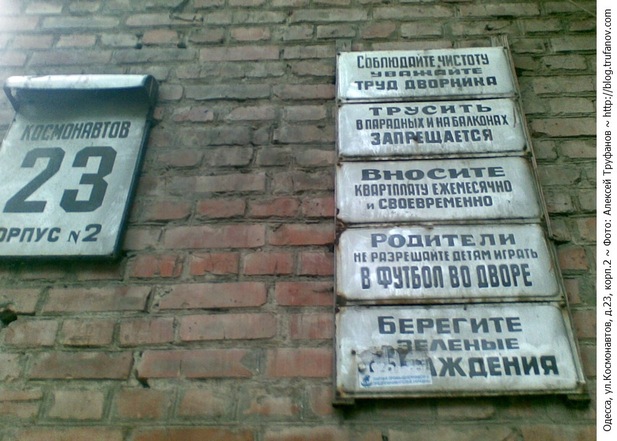 КОСМОНАВТОВ
23
ОРПУС N2
СОБЛЮДАЙТЕ ЧИСТОТУ
УВАЖАЙТЕ
ТРУД ДВОРНИКА
ТРУСИТЬ
В ПАРАДНЫХ И НА БАЛКОНАХ
ЗАПРЕЩАЕТСЯ
ВНОСИТЕ
КВАРТПЛАТУ ЕЖЕМЕСЯЧНО
И СВОЕВРЕМЕННО
РОДИТЕЛИ
НЕ РАЗРЕШАЙТЕ ДЕТЯМ ИГРАТЬ
В ФУТБОЛ ВО ДВОРЕ
БЕРЕГИТЕ
ЗЕЛЕНЫЕ
АЖДЕНИЯ
Одесса, ул.Космонавтов, д.23, корп.2 ~ Фото: Алексей Труфанов ~ http://blog.trufanov.com